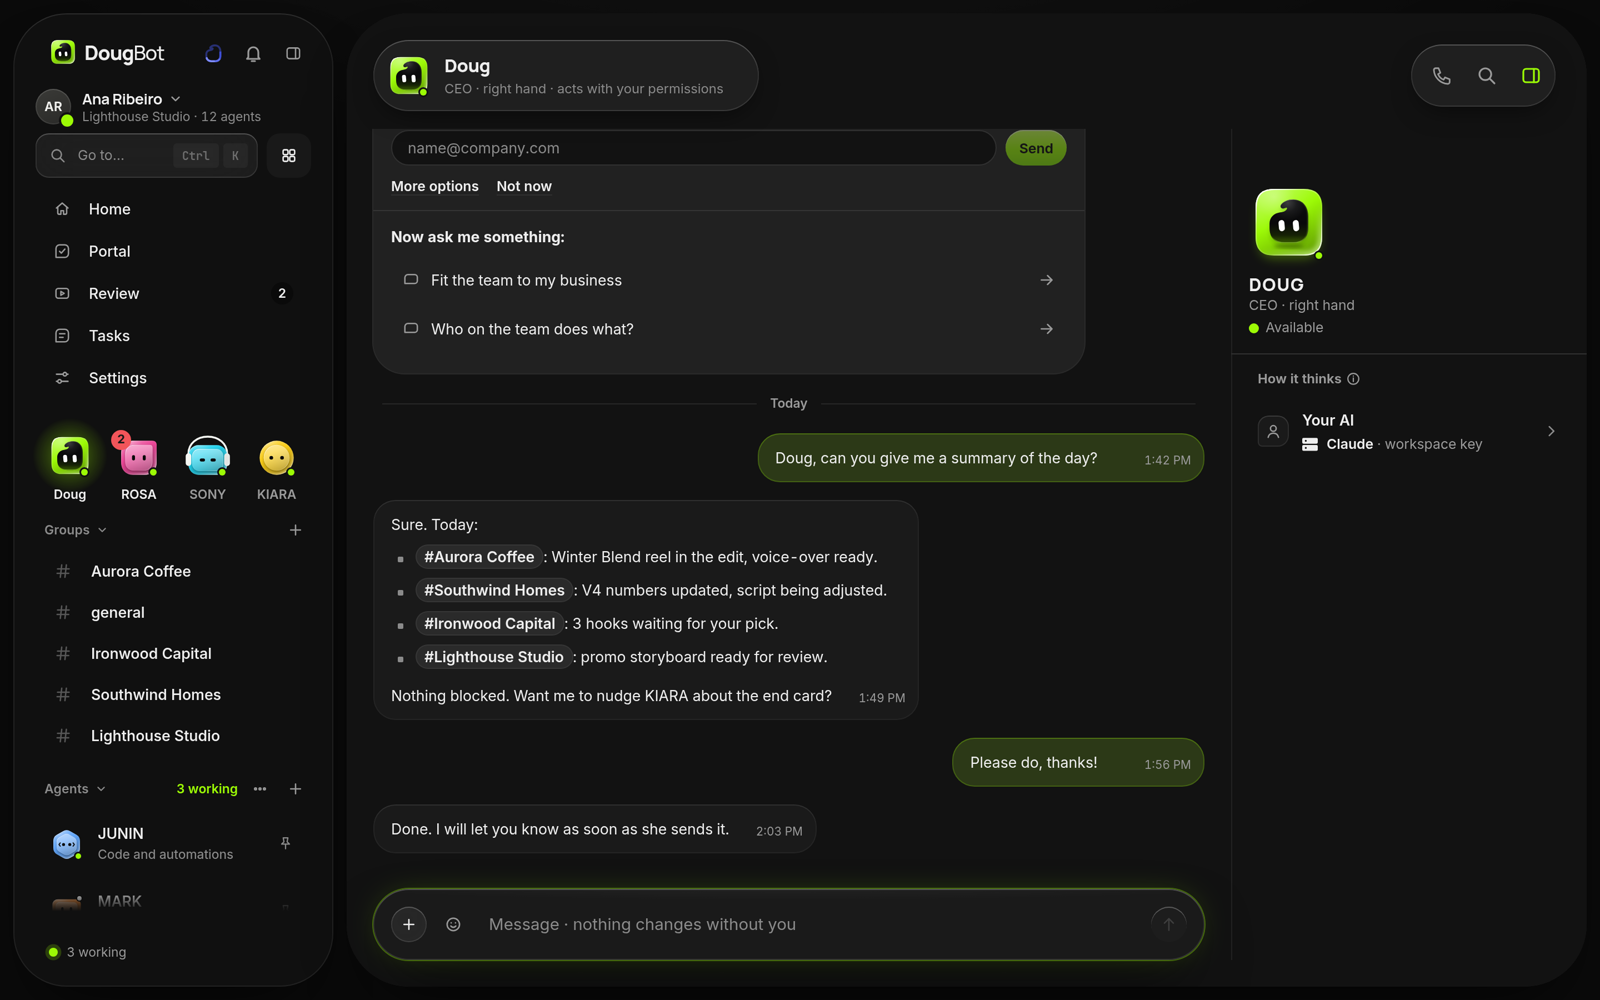 DougBot
AR
Ana Ribeiro
Lighthouse Studio · 12 agents
Go to...
Ctrl
K
Home
Portal
Review
2
Tasks
Settings
2
Doug
ROSA
SONY
KIARA
Groups
Aurora Coffee
general
Ironwood Capital
Southwind Homes
Lighthouse Studio
Agents
3 working
JUNIN
Code and automations
MARK
3 working
Doug
CEO · right hand · acts with your permissions
name@company.com
Send
More options
Not now
Now ask me something:
Fit the team to my business
Who on the team does what?
Today
Doug, can you give me a summary of the day?
1:42 PM
Sure. Today:
#Aurora Coffee : Winter Blend reel in the edit, voice-over ready.
#Southwind Homes : V4 numbers updated, script being adjusted.
#Ironwood Capital : 3 hooks waiting for your pick.
#Lighthouse Studio : promo storyboard ready for review.
Nothing blocked. Want me to nudge KIARA about the end card?
1:49 PM
Please do, thanks!
1:56 PM
Done. I will let you know as soon as she sends it.
2:03 PM
Message · nothing changes without you
DOUG
CEO · right hand
Available
How it thinks
Your AI
Claude · workspace key